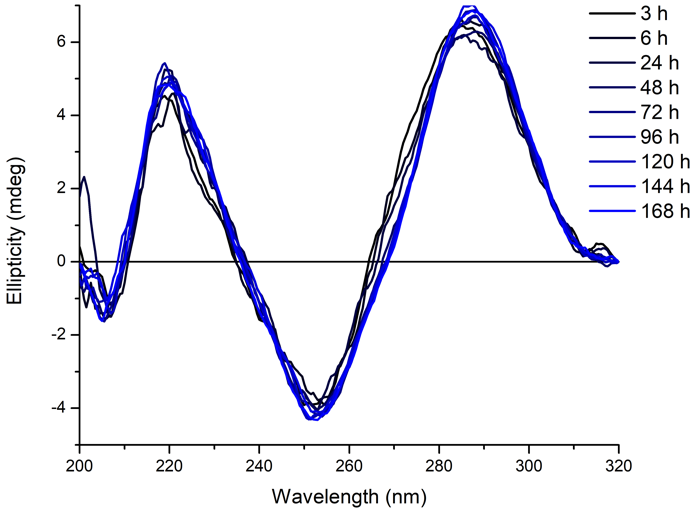 3 h
6 h
24 h
48 h
72 h
96 h
120 h
144 h
168 h
6
4
2
0
-2
-4
Ellipticity (mdeg)
200 220 240 260 280 300 320
Wavelength (nm)